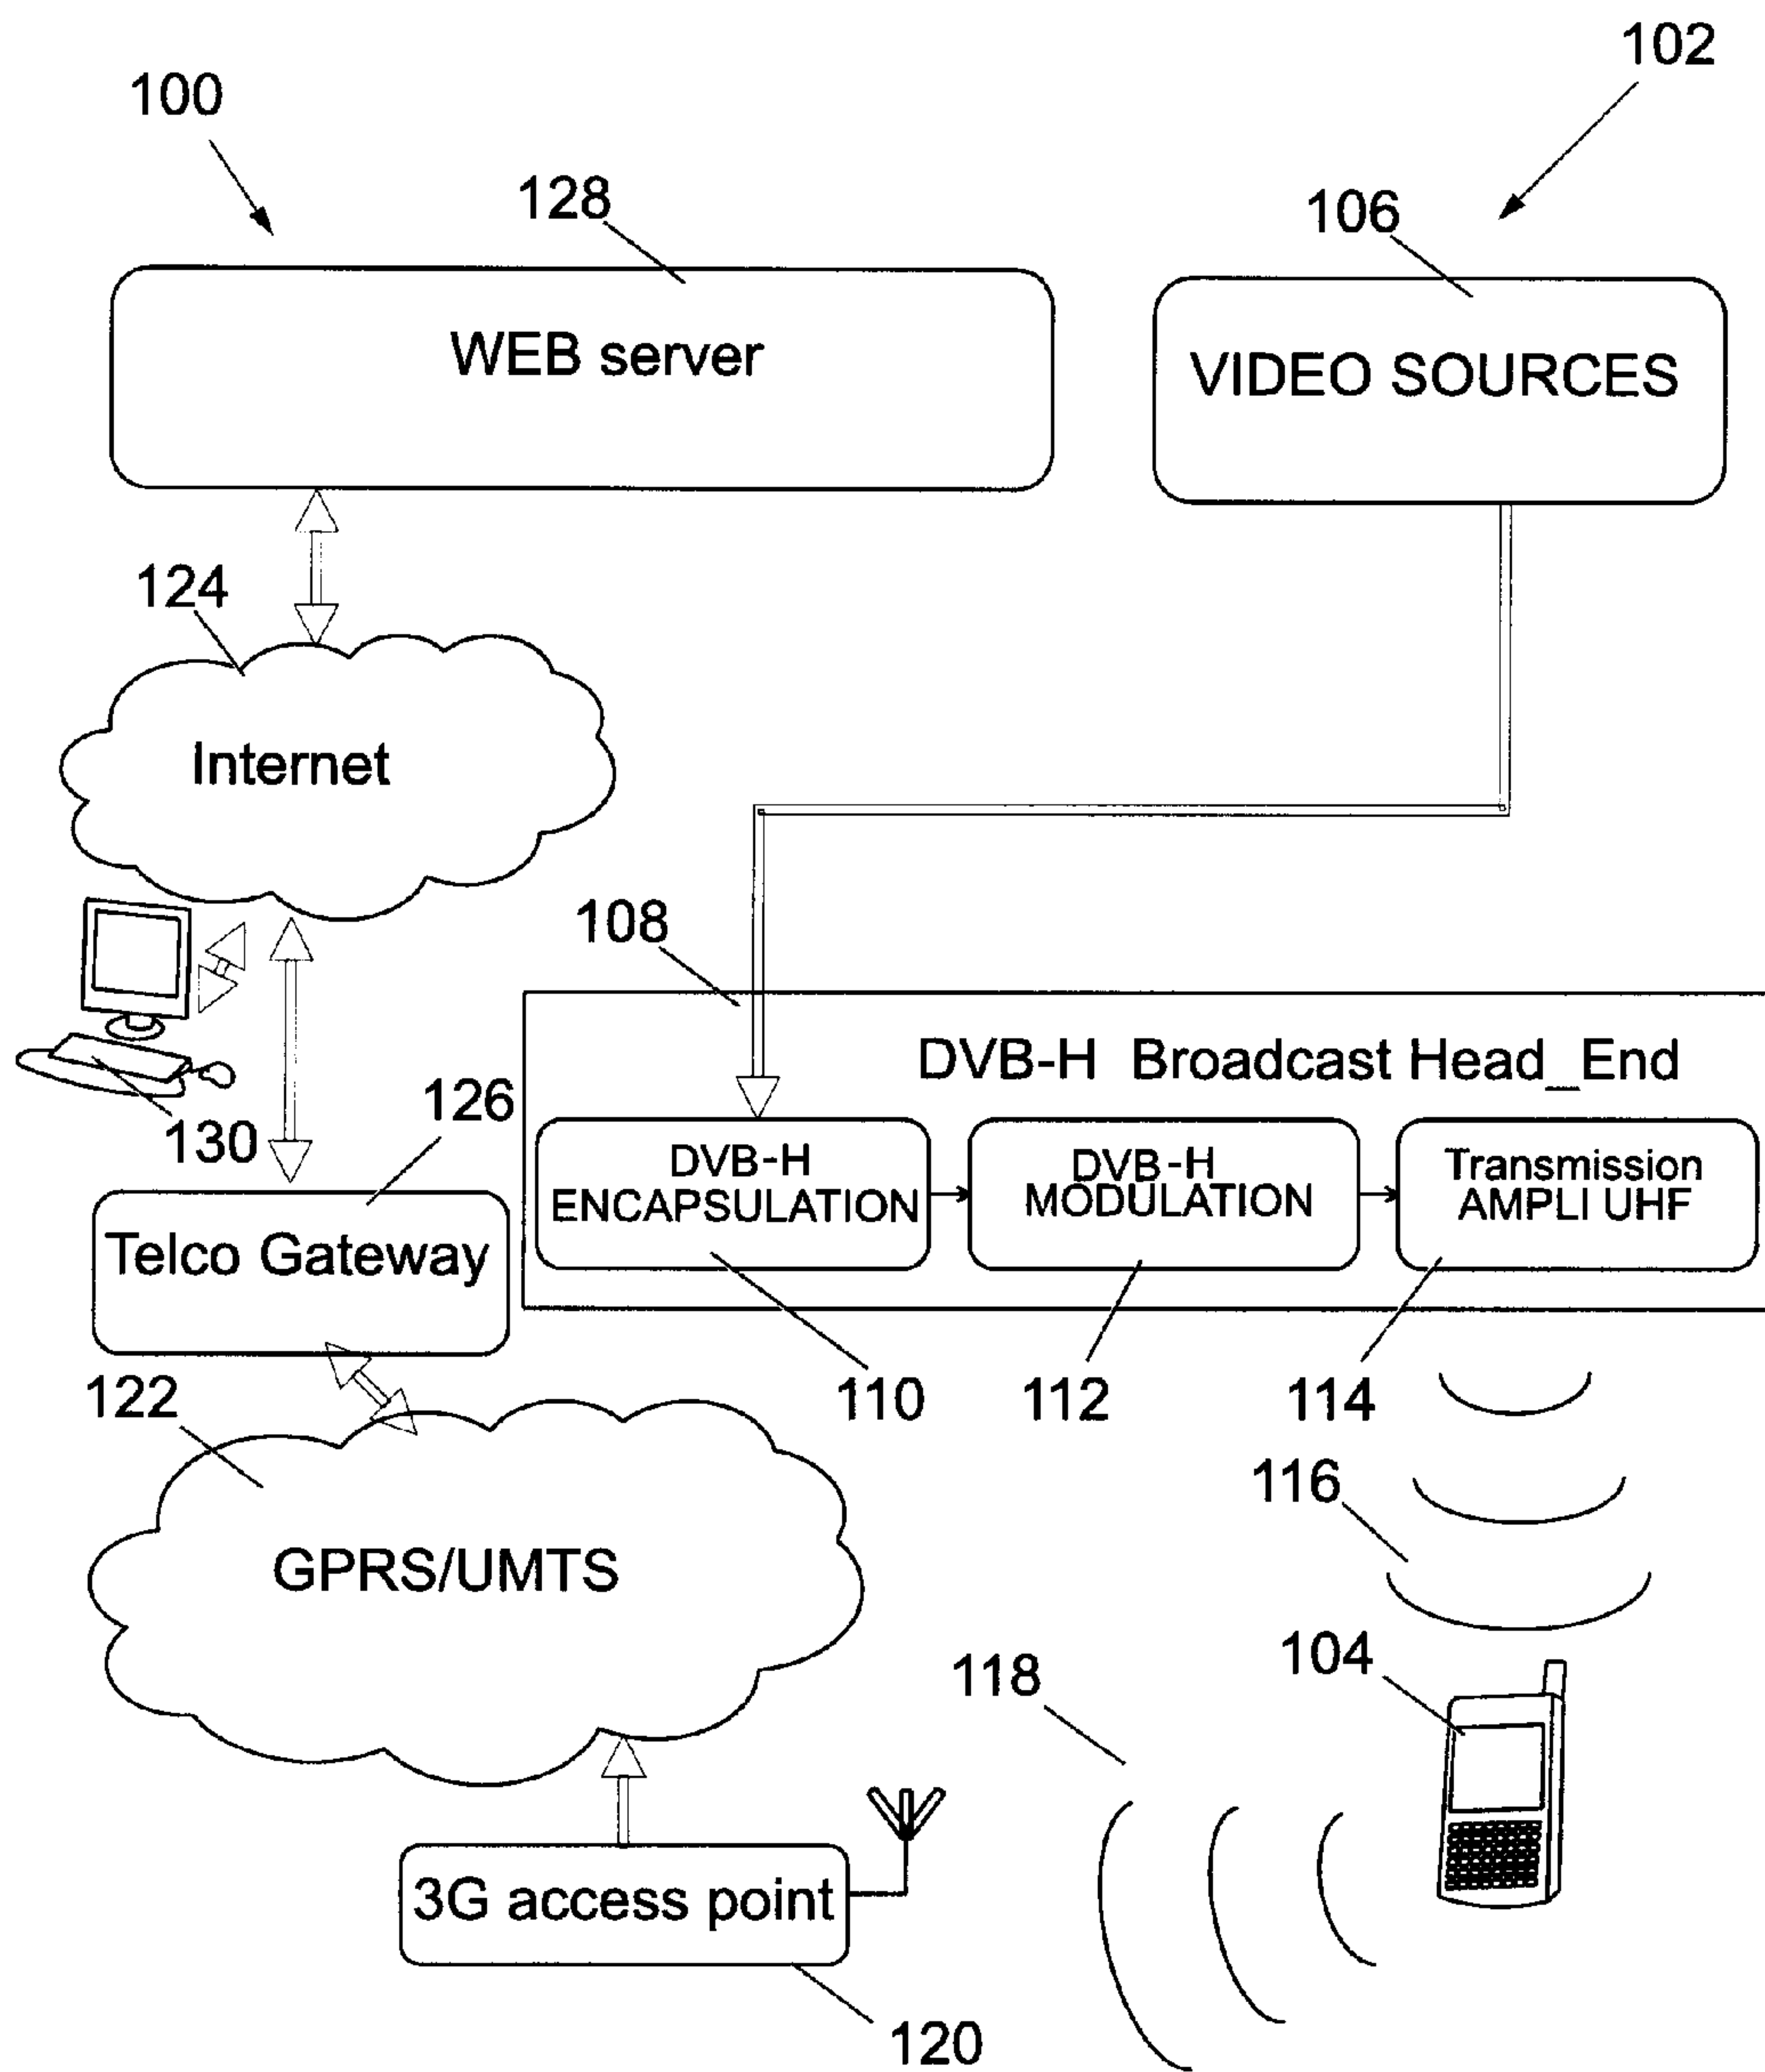 102
100
128
106
WEB server
VIDEO SOURCES
124
Internet
108
DVB-H Broadcast Head_End
126
130
DVB-H
ENCAPSULATION
DVB-H
MODULATION
Transmission
AMPLI UHF
Telco Gateway
122
110
112
114
116
GPRS/UMTS
104
118
3G access point
120